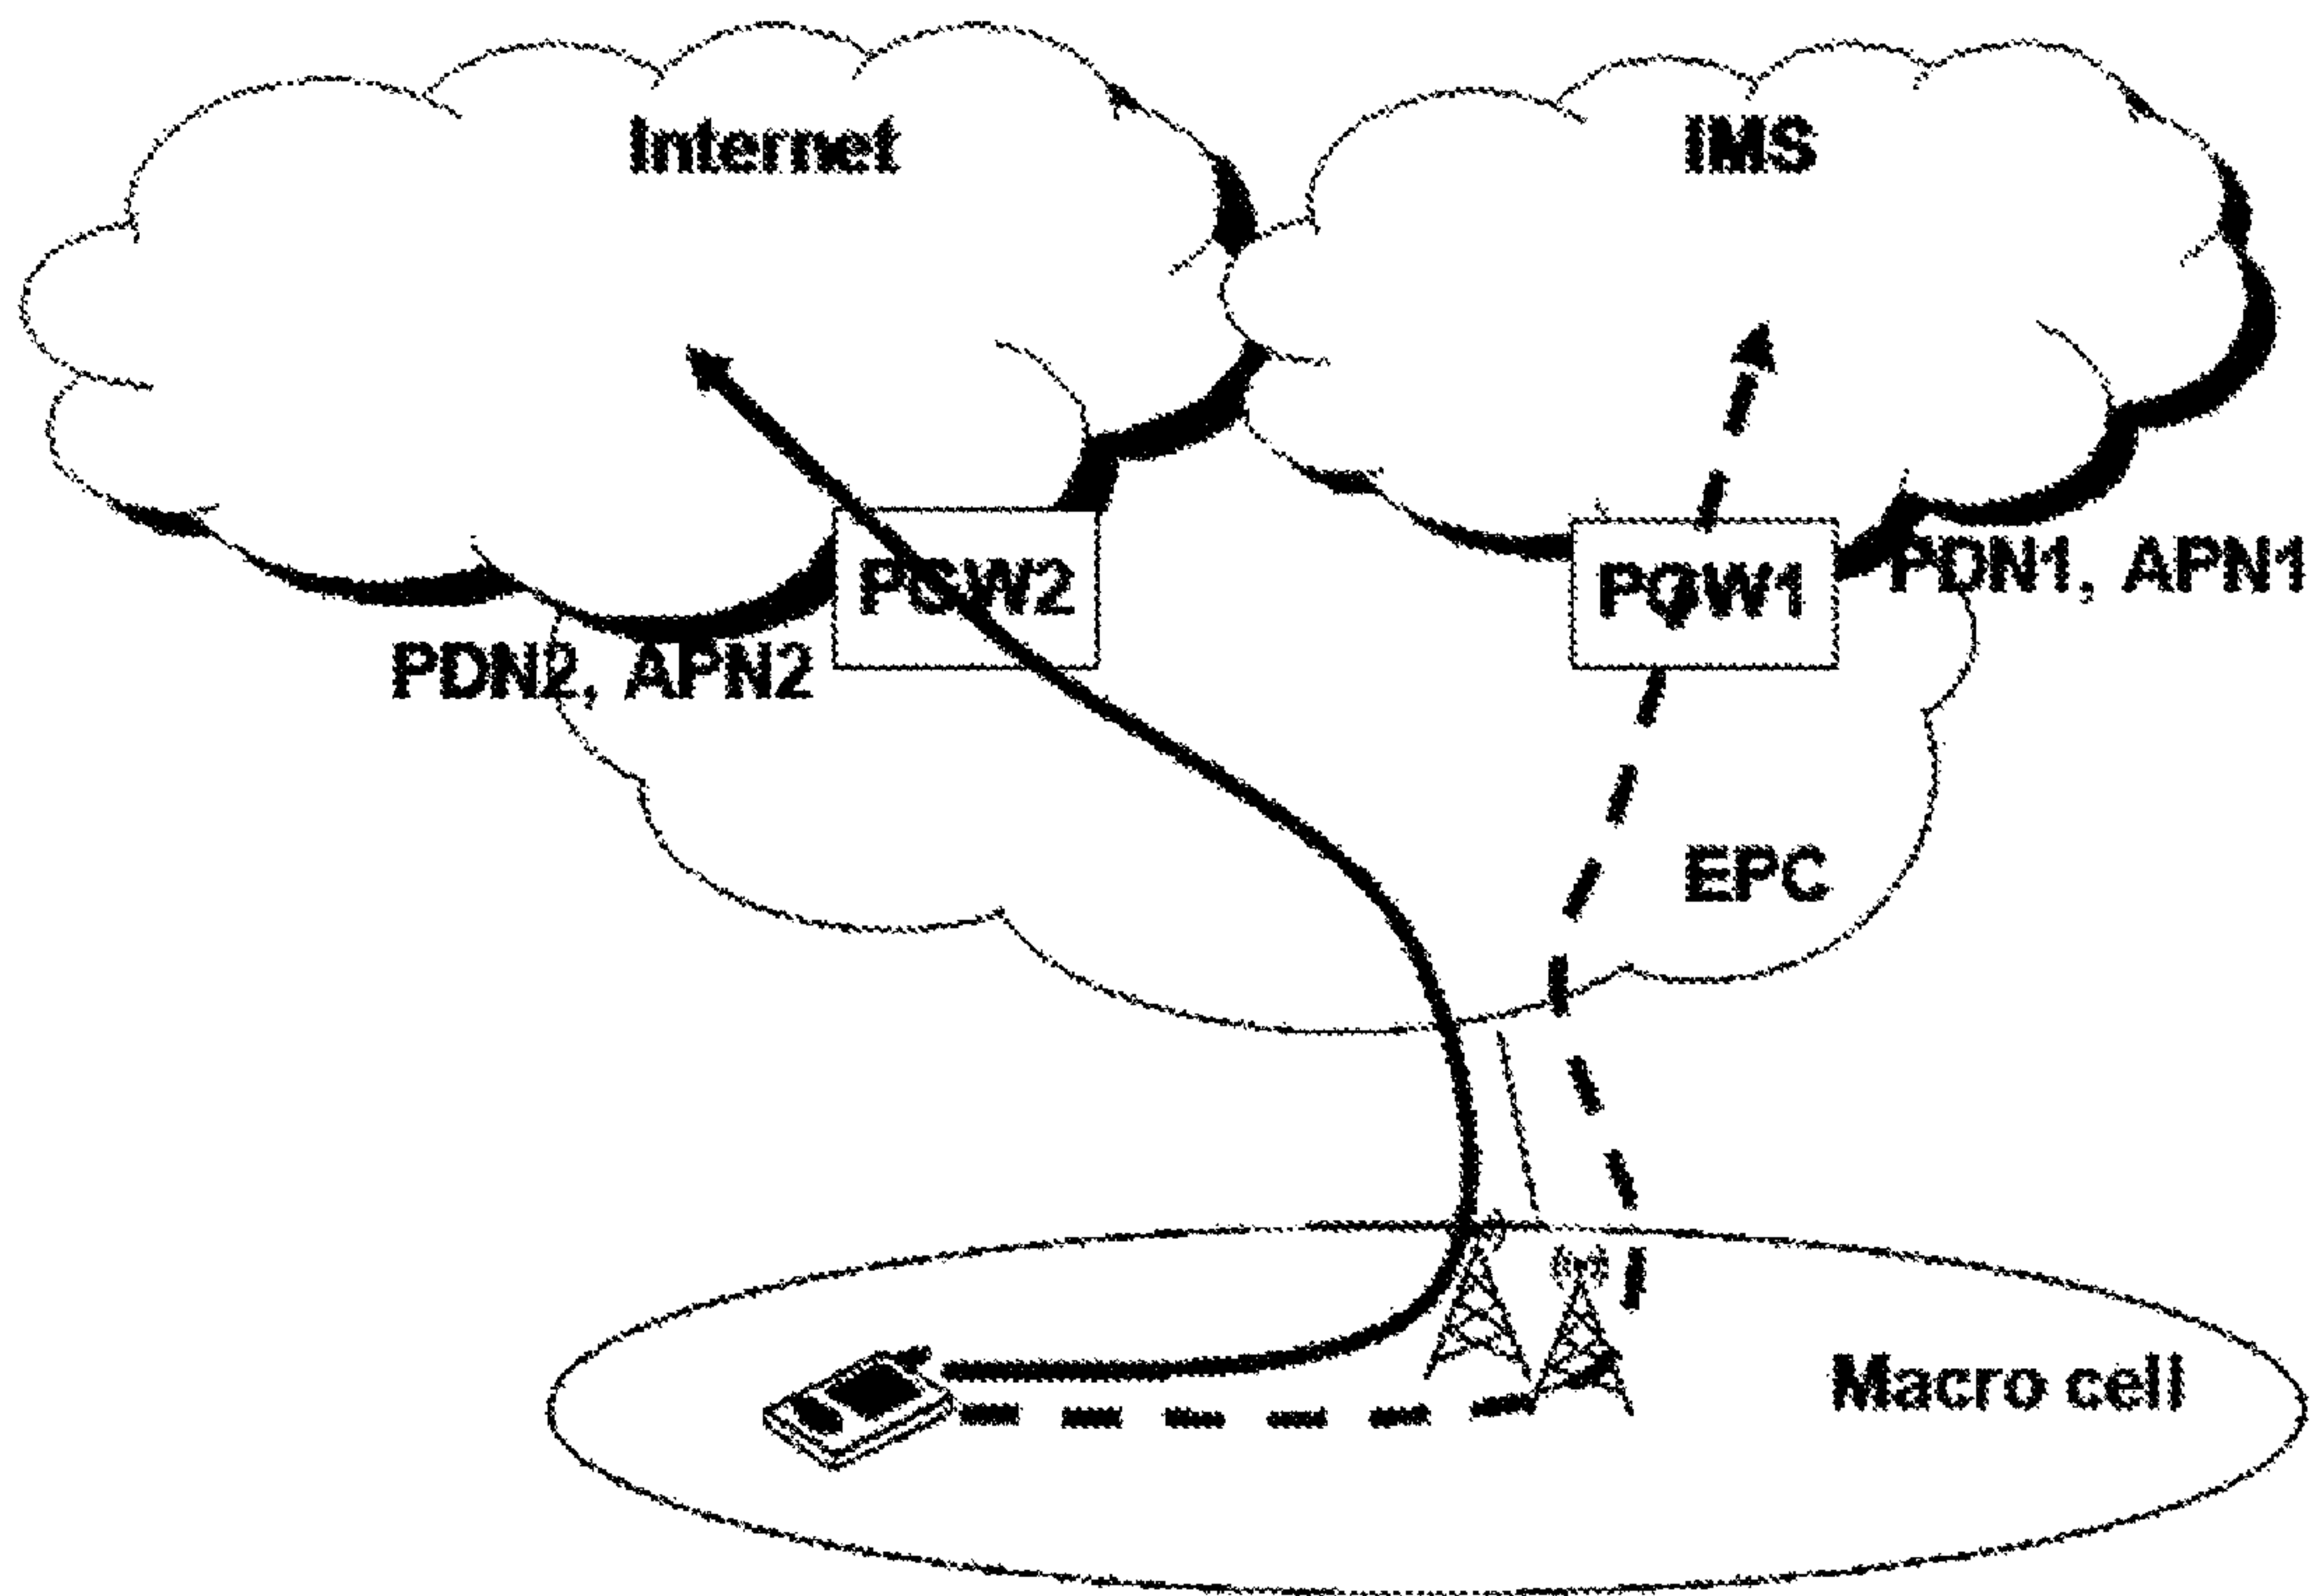 Internet
IMS
PGW2
PGW1
PDN1, APN1
PDN2, APN2
EPC
Macro cell